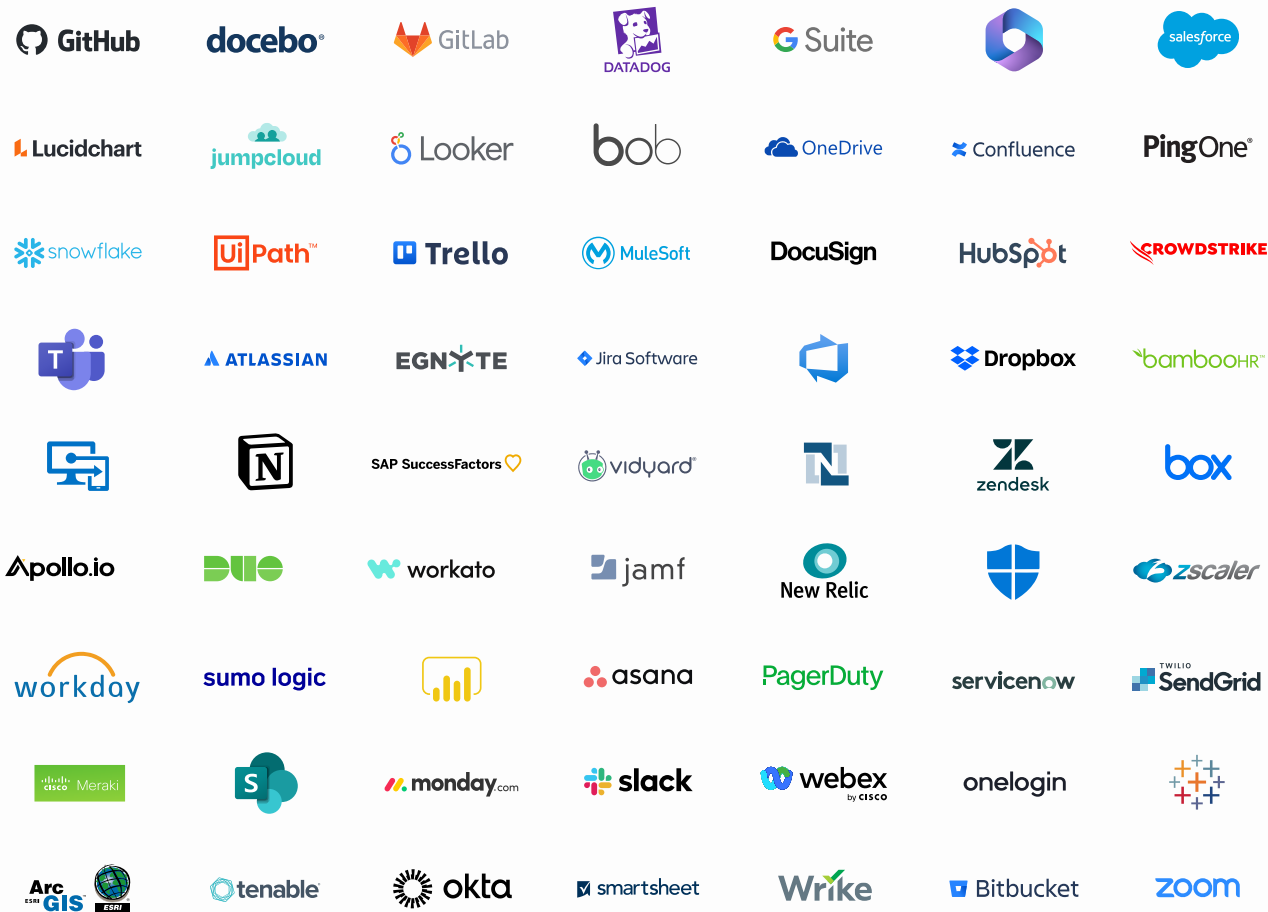 GitHub
docebo®
GitLab
DATADOG
G Suite
salesforce
Lucidchart
jumpcloud
Looker
bob
OneDrive
Confluence
PingOne®
snowflake
UiPath™
Trello
MuleSoft
DocuSign
HubSpot
CROWDSTRIKE
T
ATLASSIAN
EGNYTE
Jira Software
Dropbox
bambooHR™
N
SAP SuccessFactors
vidyard®
N
zendesk
box
Apollo.io
DUO
workato
jamf
New Relic
zscaler
workday
sumo logic
asana
PagerDuty
servicenow
TWILIO
SendGrid
cisco Meraki
S
monday.com
slack
webex
by CISCO
onelogin
Arc
ESRI GIS™
ESRI
tenable®
okta
smartsheet
Wrike
Bitbucket
zoom